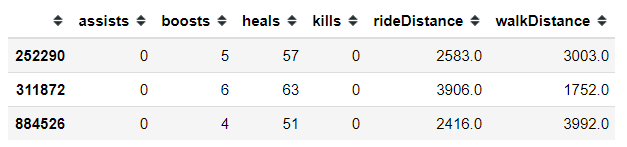 assists boosts heals kills rideDistance walkDistance
252290 0 5 57 0 2583.0 3003.0
311872 0 6 63 0 3906.0 1752.0
884526 0 4 51 0 2416.0 3992.0